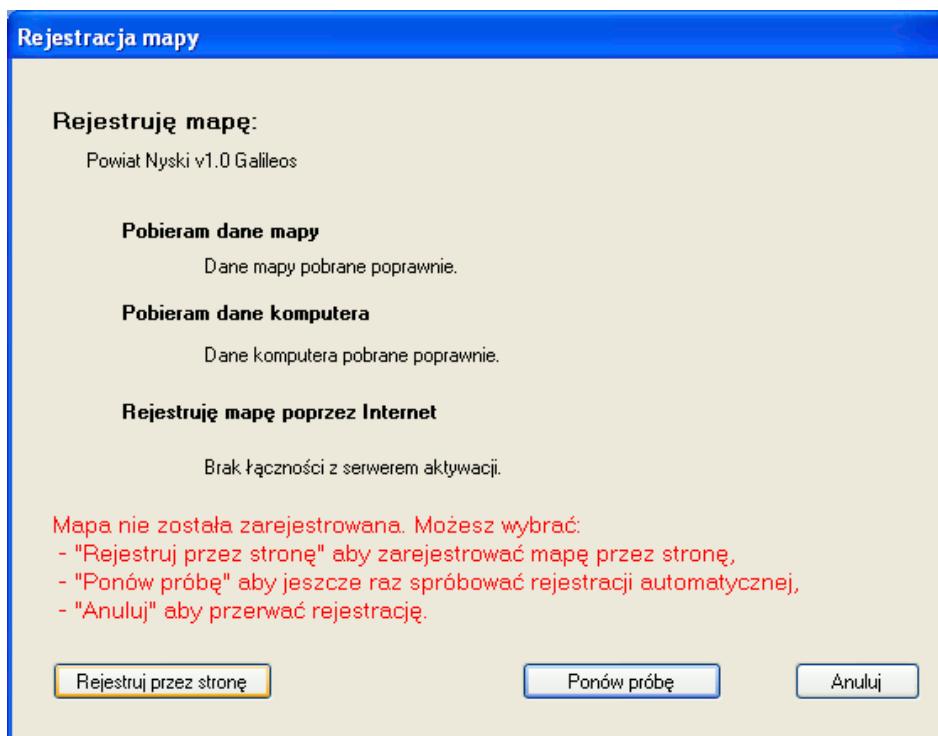 Rejestracja mapy
Rejestruję mapę:
Powiat Nyski v1.0 Galileos
Pobieram dane mapy
Dane mapy pobrane poprawnie.
Pobieram dane komputera
Dane komputera pobrane poprawnie.
Rejestruję mapę poprzez Internet
Brak łączności z serwerem aktywacji.
Mapa nie została zarejestrowana. Możesz wybrać:
- "Rejestruj przez stronę" aby zarejestrować mapę przez stronę,
- "Ponów próbę" aby jeszcze raz spróbować rejestracji automatycznej,
- "Anuluj" aby przerwać rejestrację.
Rejestruj przez stronę Ponów próbę Anuluj